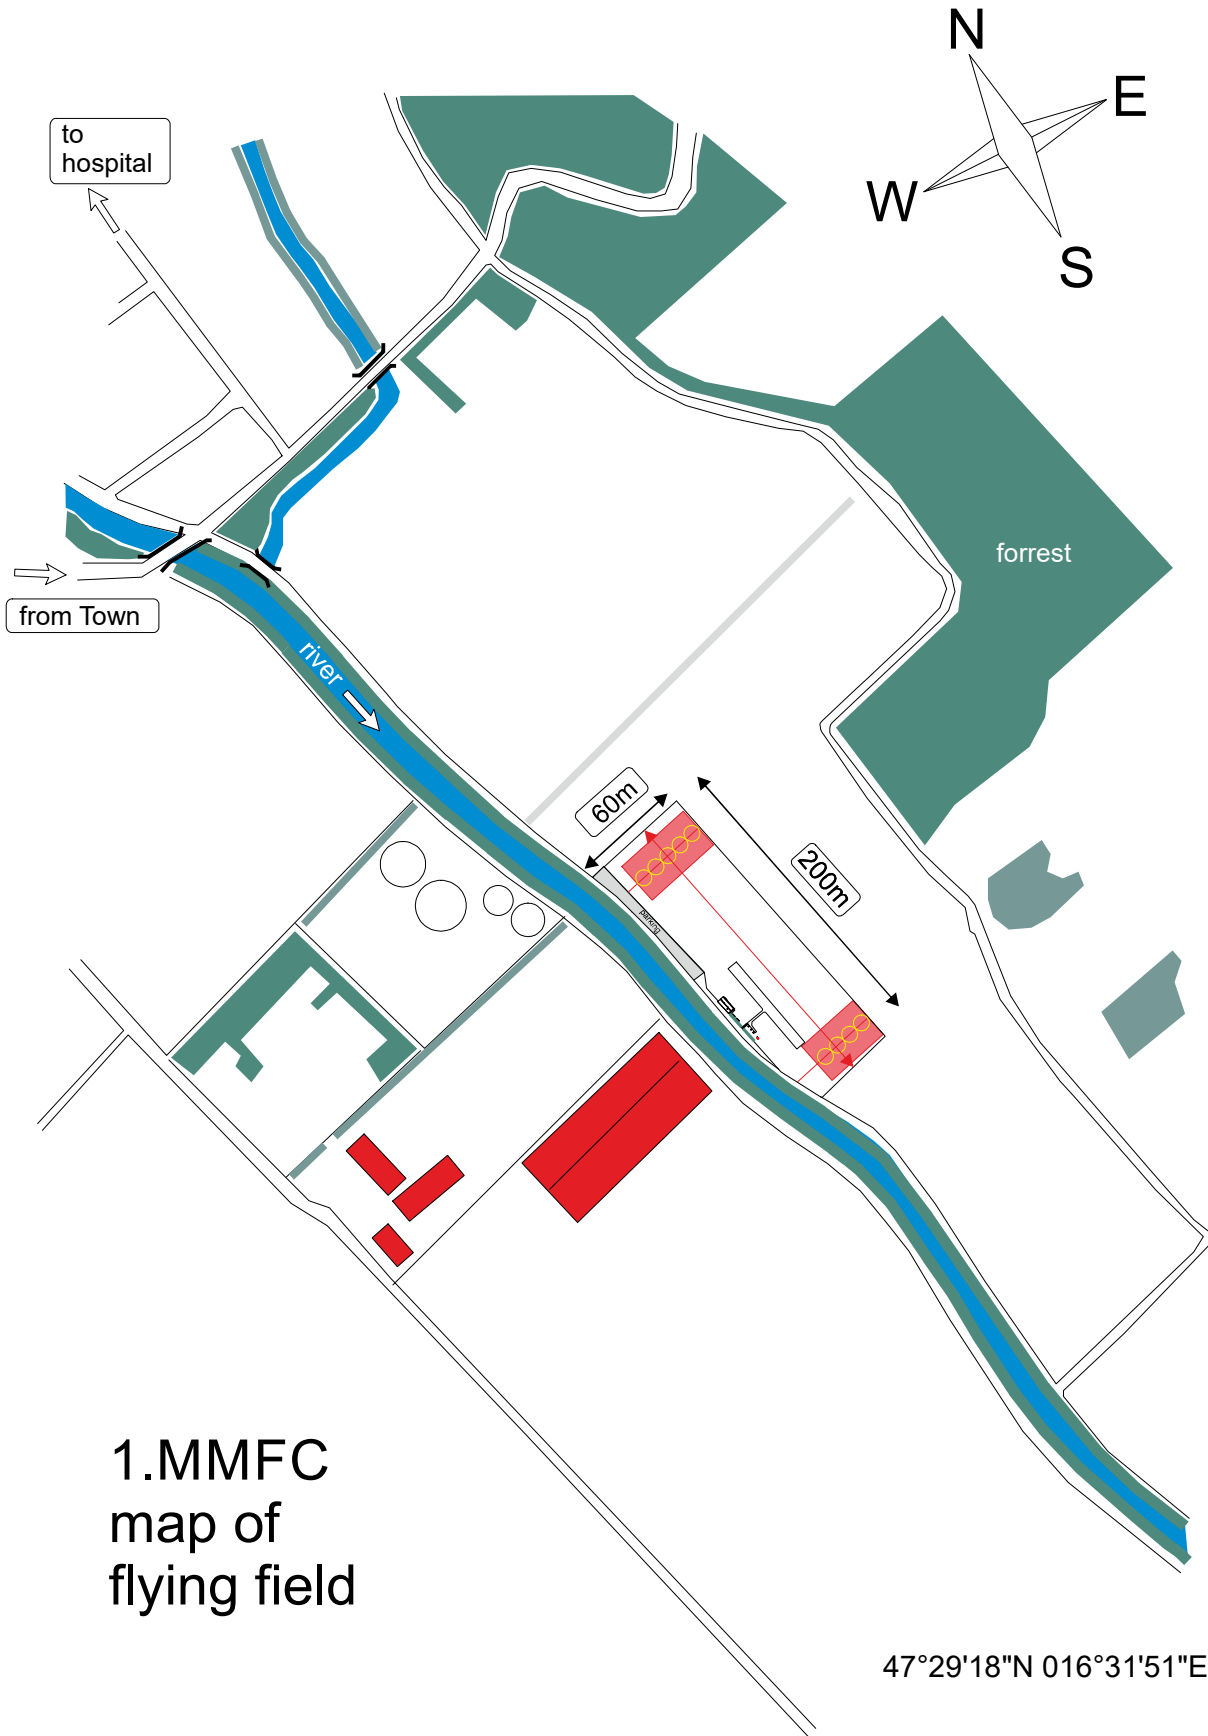 N
E
W
S
to
hospital
forrest
from Town
river
60m
200m
parking
1.MMFC
map of
flying field
47°29'18"N 016°31'51"E